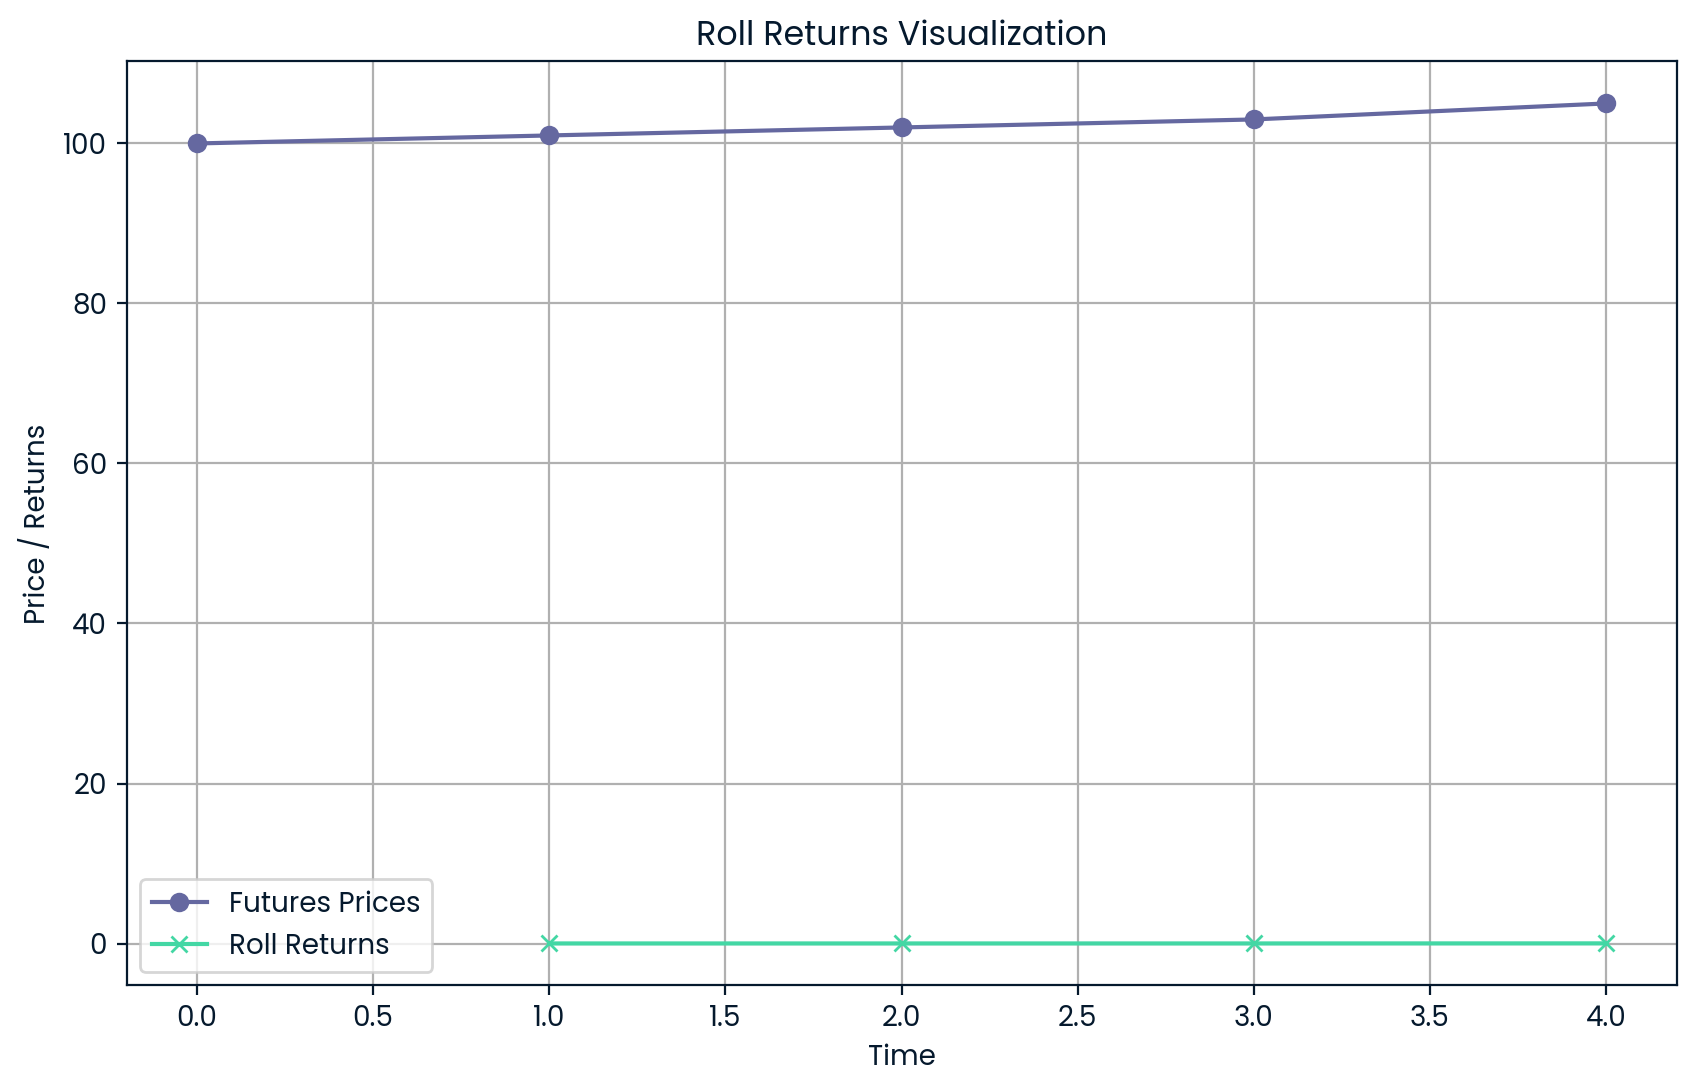 Roll Returns Visualization
Price / Returns
100
80
60
40
20
0
Futures Prices
Roll Returns
0.0 0.5 1.0 1.5 2.0 2.5 3.0 3.5 4.0
Time